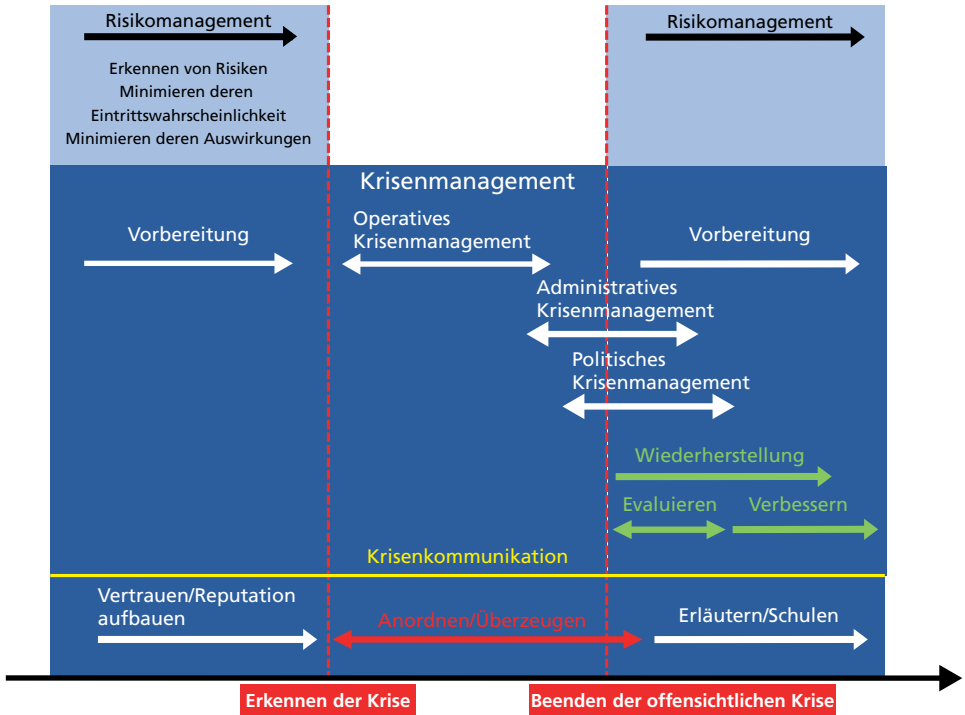 Risikomanagement
Erkennen von Risiken
Minimieren deren
Eintrittswahrscheinlichkeit
Minimieren deren Auswirkungen
Risikomanagement
Krisenmanagement
Vorbereitung
Operatives
Krisenmanagement
Vorbereitung
Administratives
Krisenmanagement
Politisches
Krisenmanagement
Wiederherstellung
Evaluieren
Verbessern
Krisenkommunikation
Vertrauen/Reputation
aufbauen
Anordnen/Überzeugen
Erläutern/Schulen
Erkennen der Krise
Beenden der offensichtlichen Krise